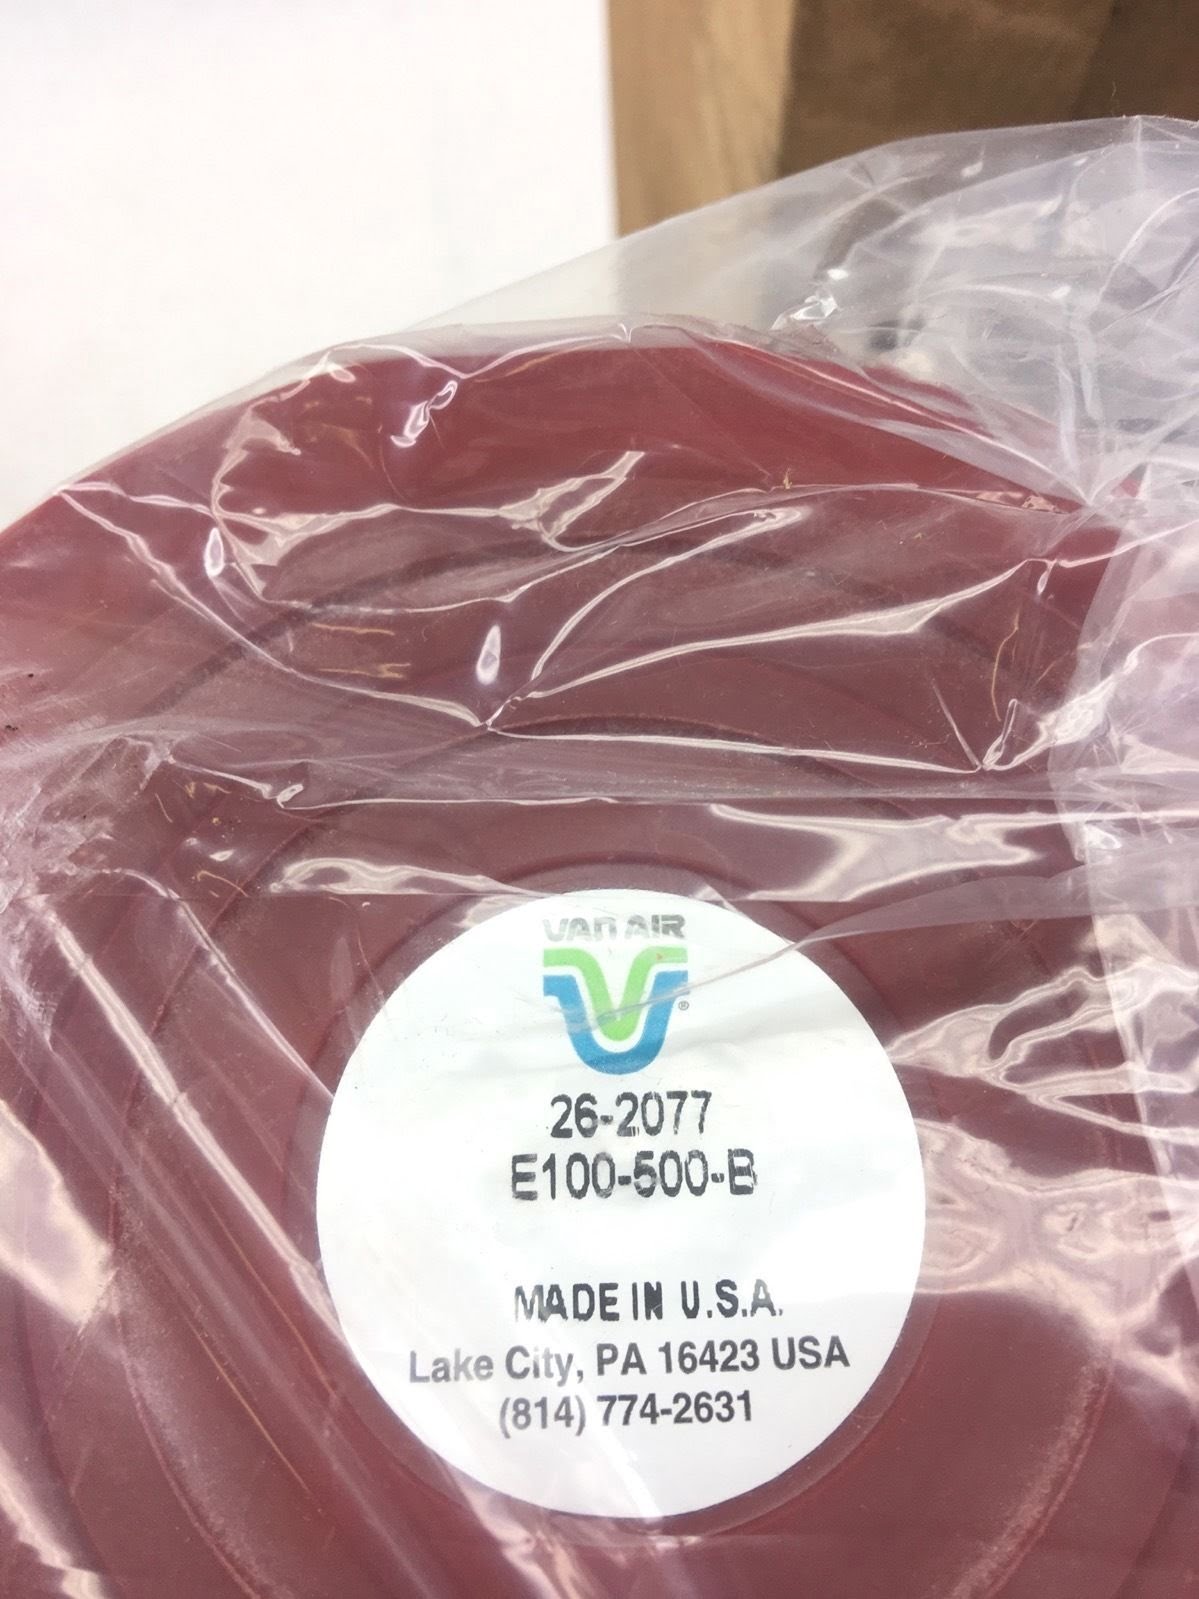 VAN AIR
®
26-2077
E100-500-B
MADE IN U.S.A.
Lake City, PA 16423 USA
(814) 774-2631